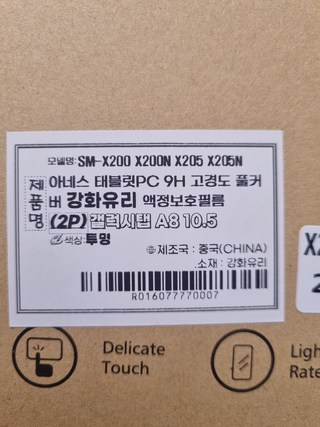 모델명: SM-X200 X200N X205 X205N
제품명
아네스 태블릿PC 9H 고경도 풀커
버 강화유리 액정보호필름
(2P) 갤럭시탭 A8 10.5
색상: 투명
제조국 : 중국(CHINA)
소재 : 강화유리
R016077770007
Delicate
Touch